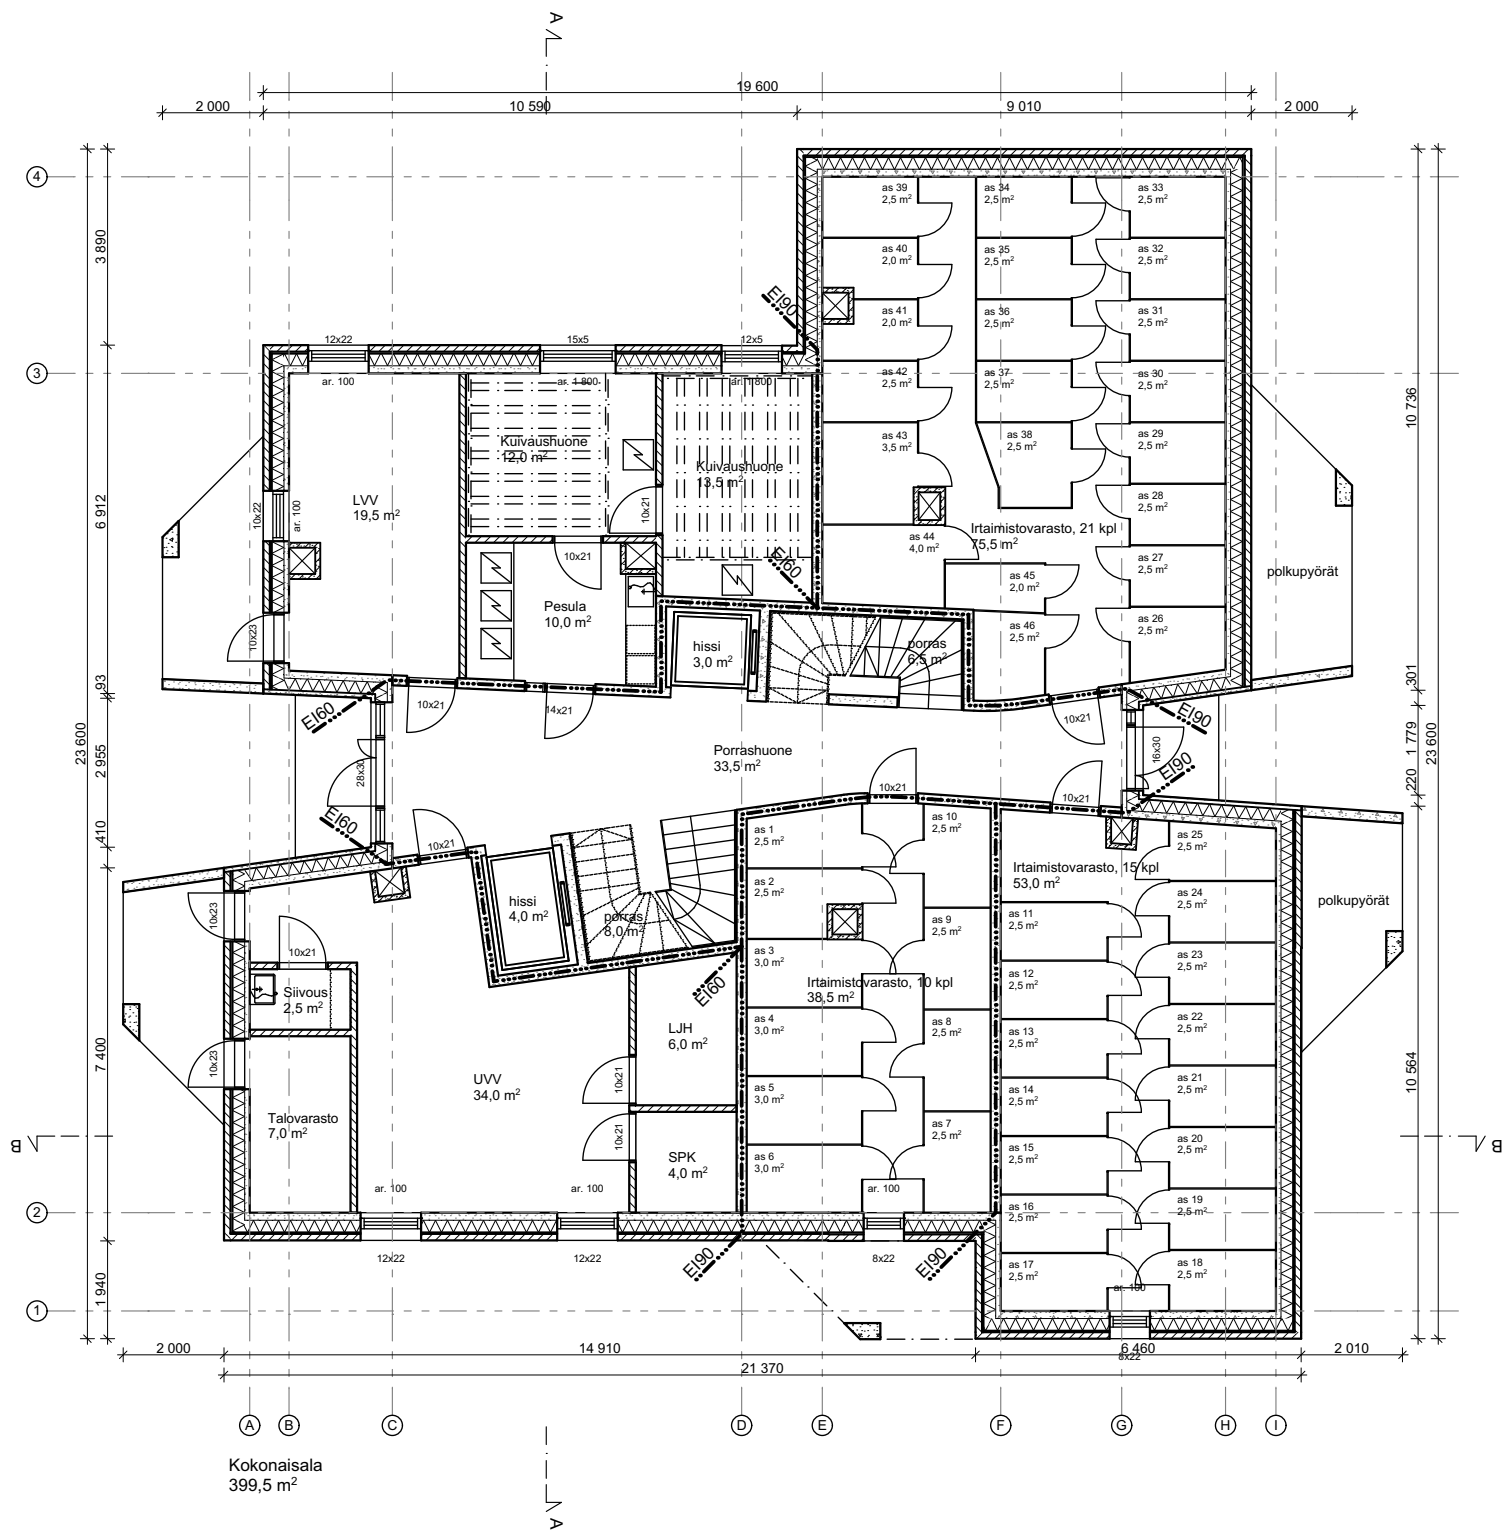 A
19 600
2 000
10 590
9 010
2 000
4
3 890
as 39
2,5 m²
as 34
2,5 m²
as 33
2,5 m²
as 40
2,0 m²
as 35
2,5 m²
as 32
2,5 m²
EI90
as 41
2,0 m²
as 36
2,5 m²
as 31
2,5 m²
12x22
15x5
12x5
3
ar. 100
ar. 1 800
ar. 1 800
as 42
2,5 m²
as 37
2,5 m²
as 30
2,5 m²
10 736
Kuivaushuone
12,0 m²
Kuivaushuone
13,5 m²
as 43
3,5 m²
as 38
2,5 m²
as 29
2,5 m²
6 912
10x22
ar. 100
LVV
19,5 m²
10x21
as 28
2,5 m²
Irtaimistovarasto, 21 kpl
75,5 m²
as 44
4,0 m²
10x21
EI60
as 27
2,5 m²
as 45
2,0 m²
polkupyörät
Pesula
10,0 m²
as 46
2,5 m²
as 26
2,5 m²
10x23
hissi
3,0 m²
porras
6,5 m²
93
301
EI60
10x21
14x21
10x21
EI90
23 600
2 955
28x30
Porrashuone
33,5 m²
16x30
1 779
23 600
EI90
10x21
10x21
220
EI60
410
10x21
as 1
2,5 m²
as 10
2,5 m²
as 25
2,5 m²
Irtaimistovarasto, 15 kpl
53,0 m²
hissi
4,0 m²
porras
8,0 m²
as 2
2,5 m²
as 24
2,5 m²
polkupyörät
10x23
as 9
2,5 m²
as 11
2,5 m²
10x21
as 3
3,0 m²
as 23
2,5 m²
EI60
Irtaimistovarasto, 10 kpl
38,5 m²
as 12
2,5 m²
Siivous
2,5 m²
LJH
6,0 m²
as 4
3,0 m²
as 8
2,5 m²
as 13
2,5 m²
as 22
2,5 m²
7 400
10x23
UVV
34,0 m²
10x21
as 5
3,0 m²
as 14
2,5 m²
as 21
2,5 m²
10 564
Talovarasto
7,0 m²
10x21
as 7
2,5 m²
B
B
SPK
4,0 m²
as 6
3,0 m²
as 15
2,5 m²
as 20
2,5 m²
ar. 100
ar. 100
ar. 100
2
as 16
2,5 m²
as 19
2,5 m²
12x22
12x22
EI90
8x22
EI90
as 17
2,5 m²
as 18
2,5 m²
ar. 100
1 940
1
2 000
14 910
6 460
2 010
8x22
21 370
A
B
C
D
E
F
G
H
I
Kokonaisala
399,5 m²
A